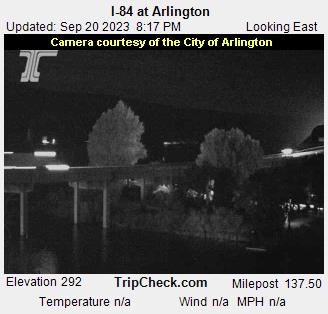 I-84 at Arlington
Updated: Sep 20 2023 8:17 PM Looking East
Camera courtesy of the City of Arlington
Elevation 292 TripCheck.com Milepost 137.50
Temperature n/a Wind n/a MPH n/a